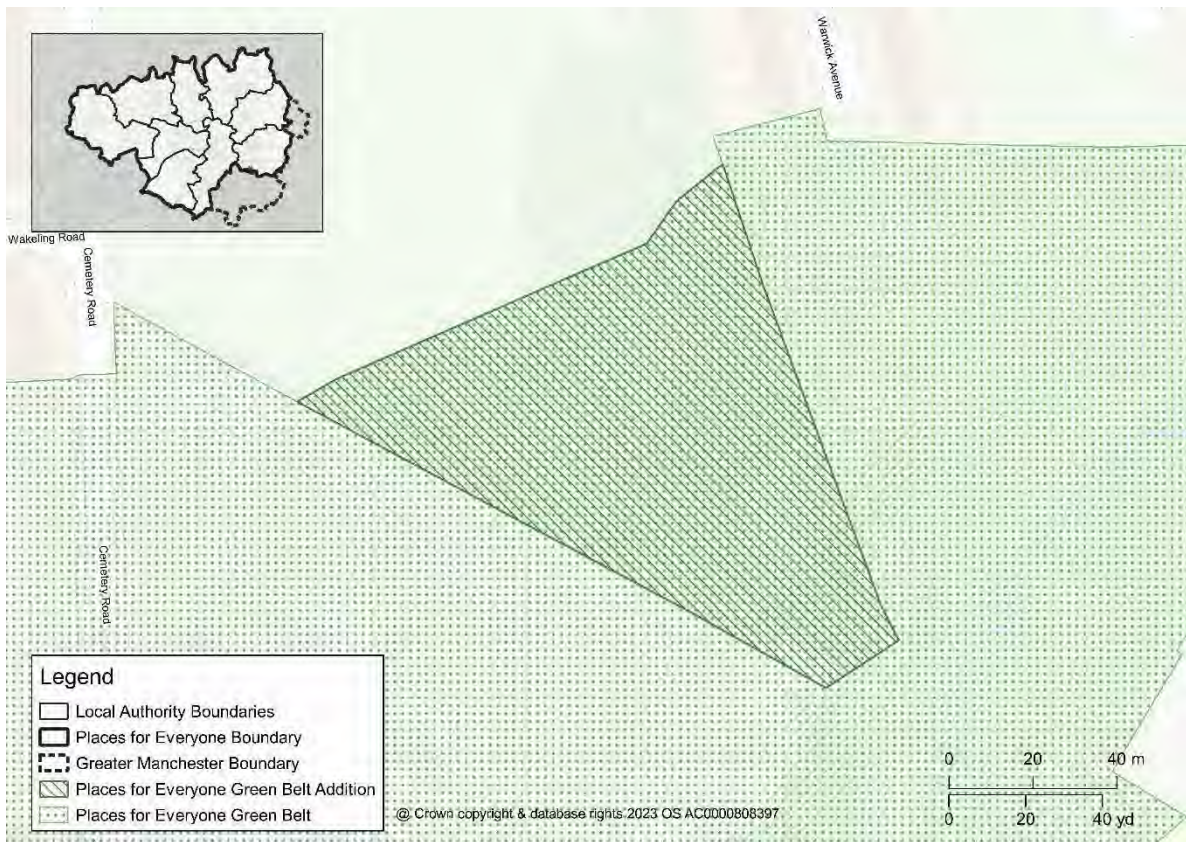 Warwick Avenue
Wakeling Road
Cemetery Road
Cemetery Road
Legend
Local Authority Boundaries
Places for Everyone Boundary
Greater Manchester Boundary
Places for Everyone Green Belt Addition
Places for Everyone Green Belt
@ Crown copyright & database rights 2023 OS AC0000808397
0 20 40 m
0 20 40 yd